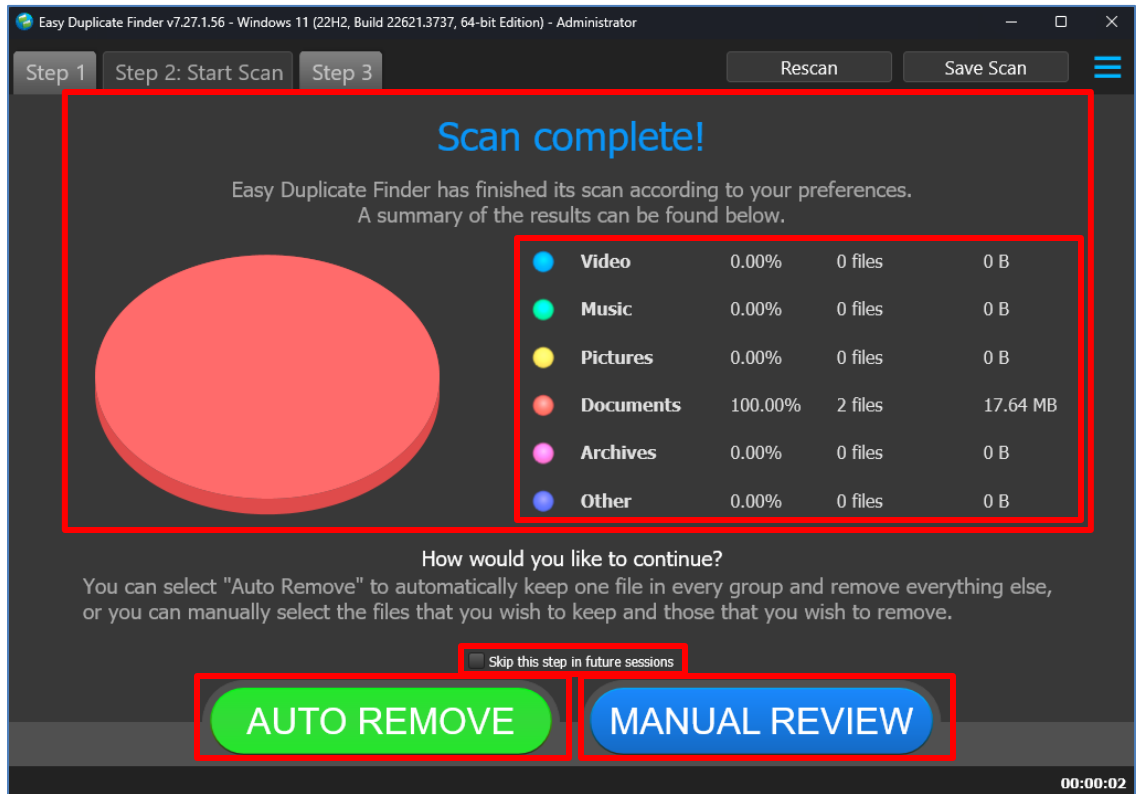 Easy Duplicate Finder v7.27.1.56 - Windows 11 (22H2, Build 22621.3737, 64-bit Edition) - Administrator
Step 1 Step 2: Start Scan Step 3 Rescan Save Scan
Scan complete!
Easy Duplicate Finder has finished its scan according to your preferences.
A summary of the results can be found below.
Video 0.00% 0 files 0 B
Music 0.00% 0 files 0 B
Pictures 0.00% 0 files 0 B
Documents 100.00% 2 files 17.64 MB
Archives 0.00% 0 files 0 B
Other 0.00% 0 files 0 B
How would you like to continue?
You can select "Auto Remove" to automatically keep one file in every group and remove everything else,
or you can manually select the files that you wish to keep and those that you wish to remove.
Skip this step in future sessions
AUTO REMOVE MANUAL REVIEW
00:00:02